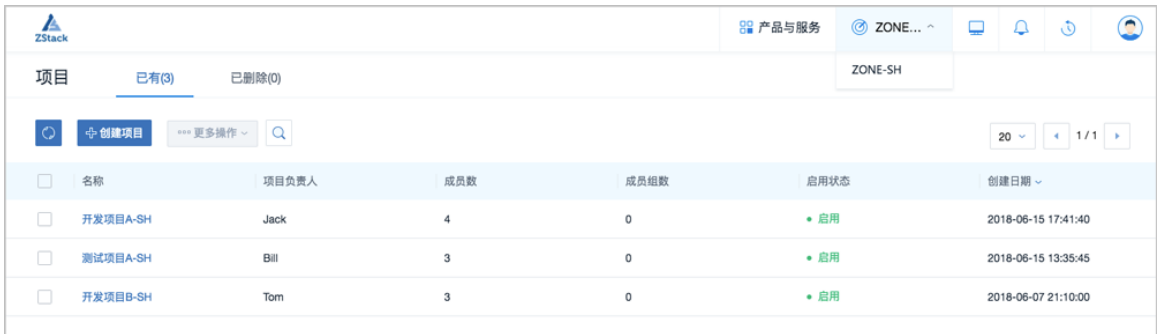 ZStack
产品与服务 ZONE...
ZONE-SH
项目 已有(3) 已删除(0)
创建项目 更多操作 20 1 / 1
名称 项目负责人 成员数 成员组数 启用状态 创建日期
开发项目A-SH Jack 4 0 启用 2018-06-15 17:41:40
测试项目A-SH Bill 3 0 启用 2018-06-15 13:35:45
开发项目B-SH Tom 3 0 启用 2018-06-07 21:10:00